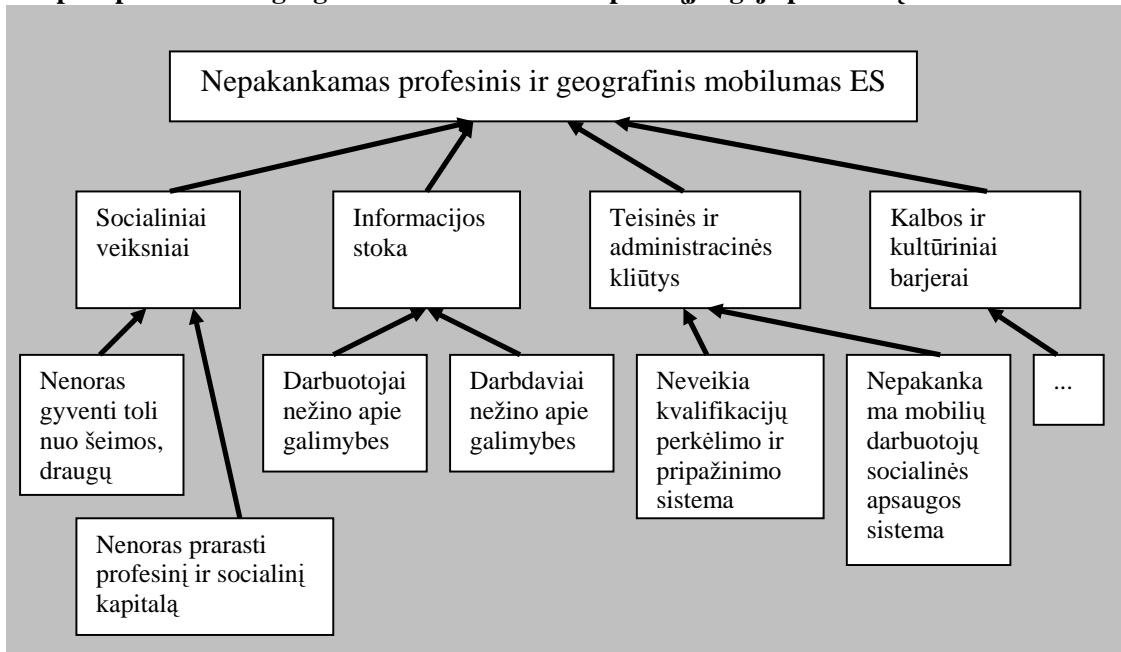 Nepakankamas profesinis ir geografinis mobilumas ES
Socialiniai
veiksniai
Informacijos
stoka
Teisinės ir
administracinės
kliūtys
Kalbos ir
kultūriniai
barjerai
Nenoras
gyventi toli
nuo šeimos,
draugų
Darbuotojai
nežino apie
galimybes
Darbdaviai
nežino apie
galimybes
Neveikia
kvalifikacijų
perkėlimo ir
pripažinimo
sistema
Nepakanka
ma mobilių
darbuotojų
socialinės
apsaugos
sistema
...
Nenoras prarasti
profesinį ir socialinį
kapitalą